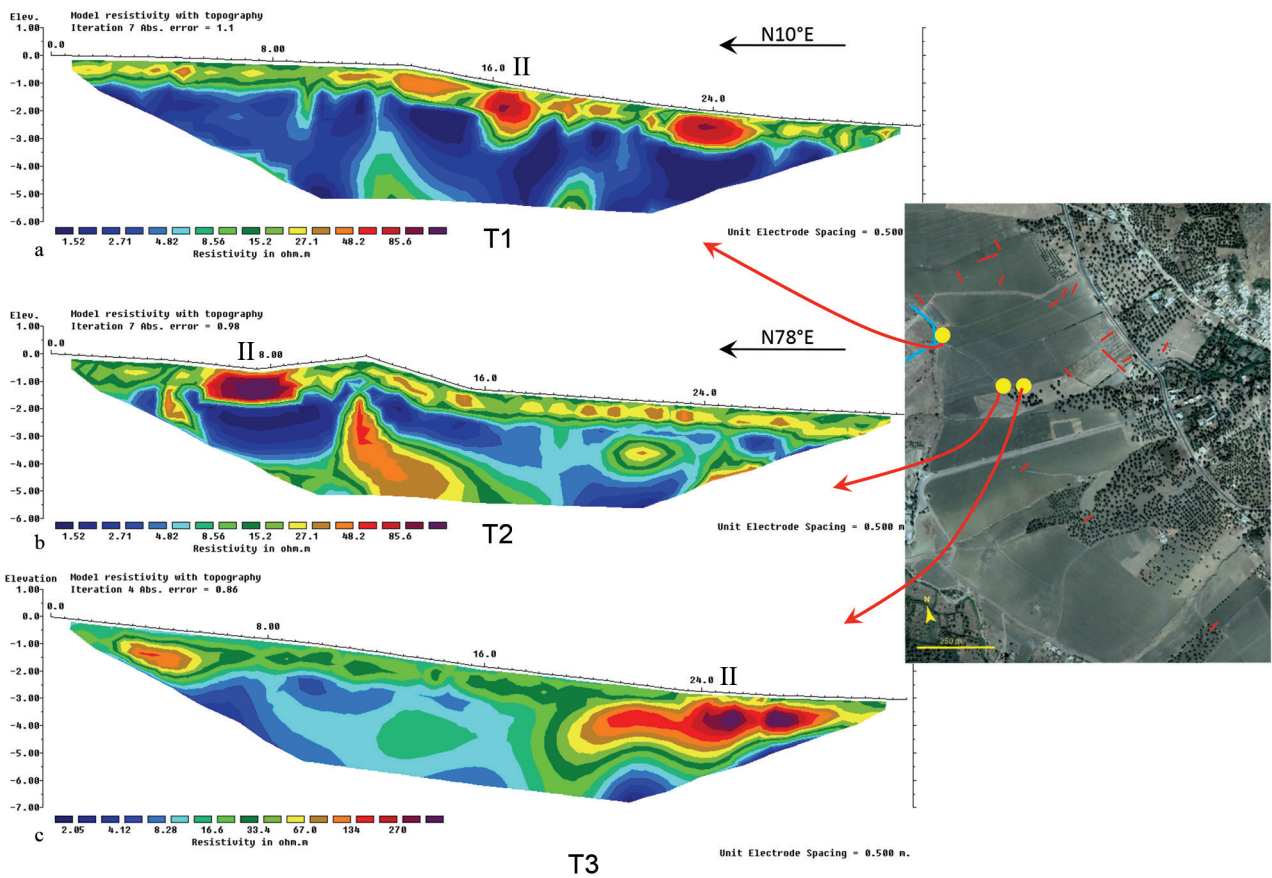 Elev.
Model resistivity with topography
Iteration 7 Abs. error = 1.1
N10°E
1.00
0.0
8.00
16.0
II
24.0
0.00
-1.00
-2.00
-3.00
-4.00
-5.00
-6.00
1.52 2.71 4.82 8.56 15.2 27.1 48.2 85.6
Resistivity in ohm.m
a
T1
Unit Electrode Spacing = 0.500
Elev.
Model resistivity with topography
Iteration 7 Abs. error = 0.98
N78°E
1.00
0.0
II
8.00
16.0
24.0
0.00
-1.00
-2.00
-3.00
-4.00
-5.00
-6.00
1.52 2.71 4.82 8.56 15.2 27.1 48.2 85.6
Resistivity in ohm.m
b
T2
Unit Electrode Spacing = 0.500 m
Elevation
Model resistivity with topography
Iteration 4 Abs. error = 0.86
1.00
0.0
8.00
16.0
24.0
II
0.00
-1.00
-2.00
-3.00
-4.00
-5.00
-6.00
-7.00
2.05 4.12 8.28 16.6 33.4 67.0 134 270
Resistivity in ohm.m
c
T3
Unit Electrode Spacing = 0.500 m.
N
250 m